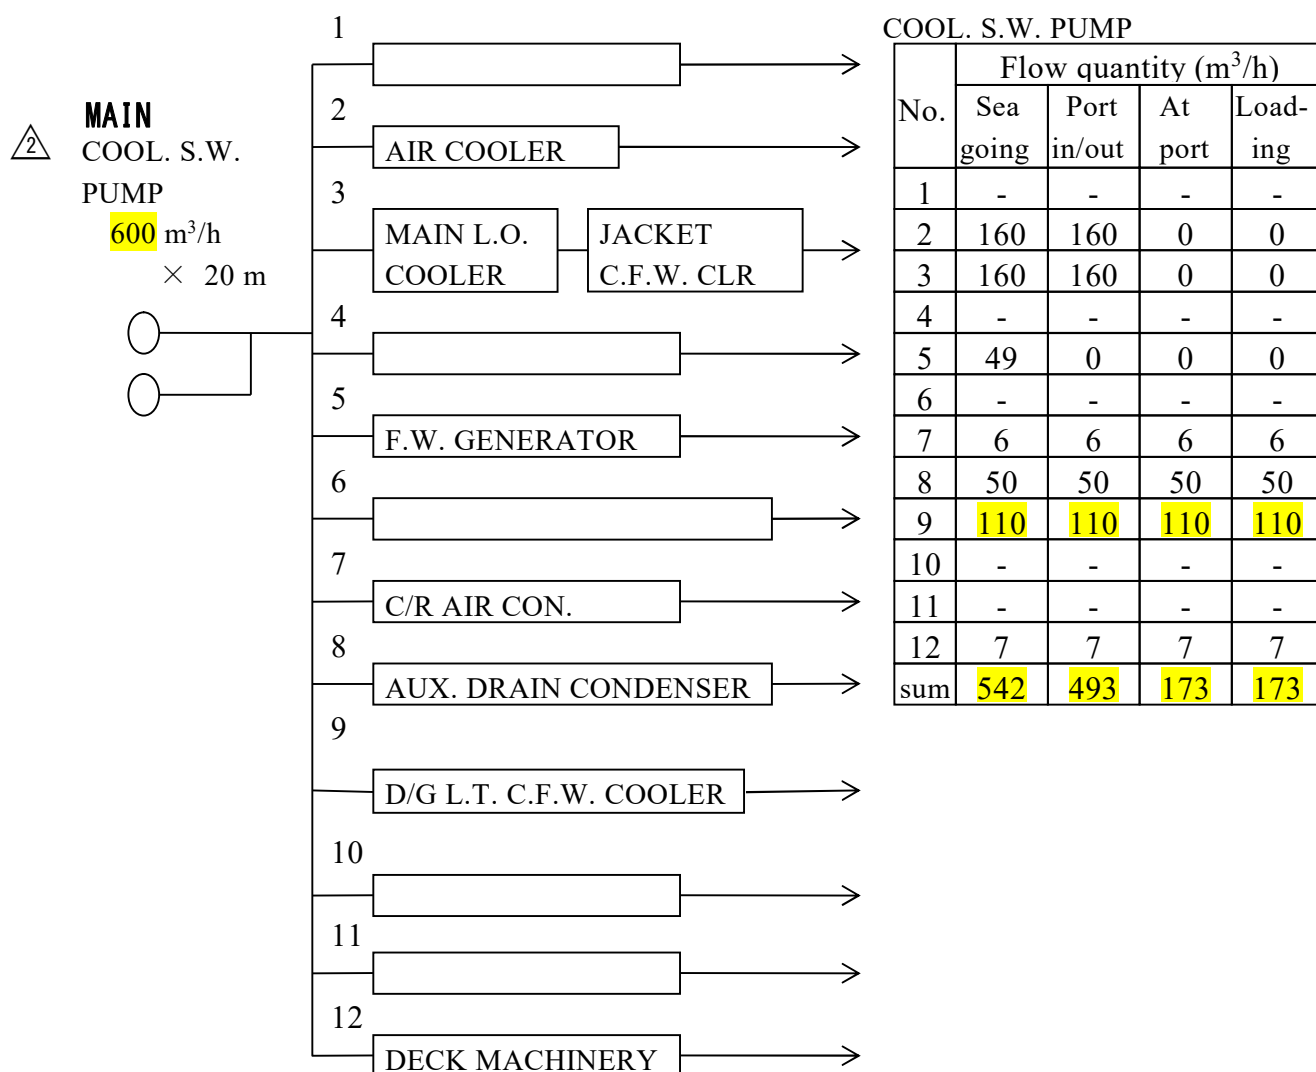 MAIN
COOL. S.W.
PUMP
600 m³/h
× 20 m
2
1
2
AIR COOLER
3
MAIN L.O.
COOLER
JACKET
C.F.W. CLR
4
5
F.W. GENERATOR
6
7
C/R AIR CON.
8
AUX. DRAIN CONDENSER
9
D/G L.T. C.F.W. COOLER
10
11
12
DECK MACHINERY
COOL. S.W. PUMP
Flow quantity (m³/h)
No. Sea going Port in/out At port Load-ing
1 - - - -
2 160 160 0 0
3 160 160 0 0
4 - - - -
5 49 0 0 0
6 - - - -
7 6 6 6 6
8 50 50 50 50
9 110 110 110 110
10 - - - -
11 - - - -
12 7 7 7 7
sum 542 493 173 173